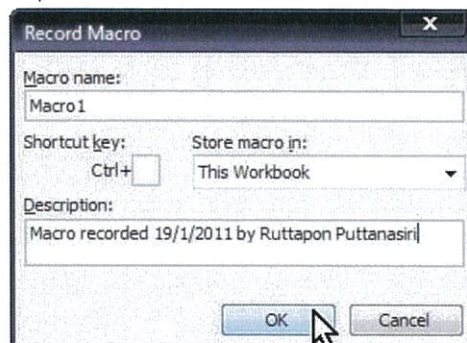 Record Macro
X
Macro name:
Macro1
Shortcut key: Store macro in:
Ctrl+ This Workbook
Description:
Macro recorded 19/1/2011 by Ruttapon Puttanasiri
OK Cancel